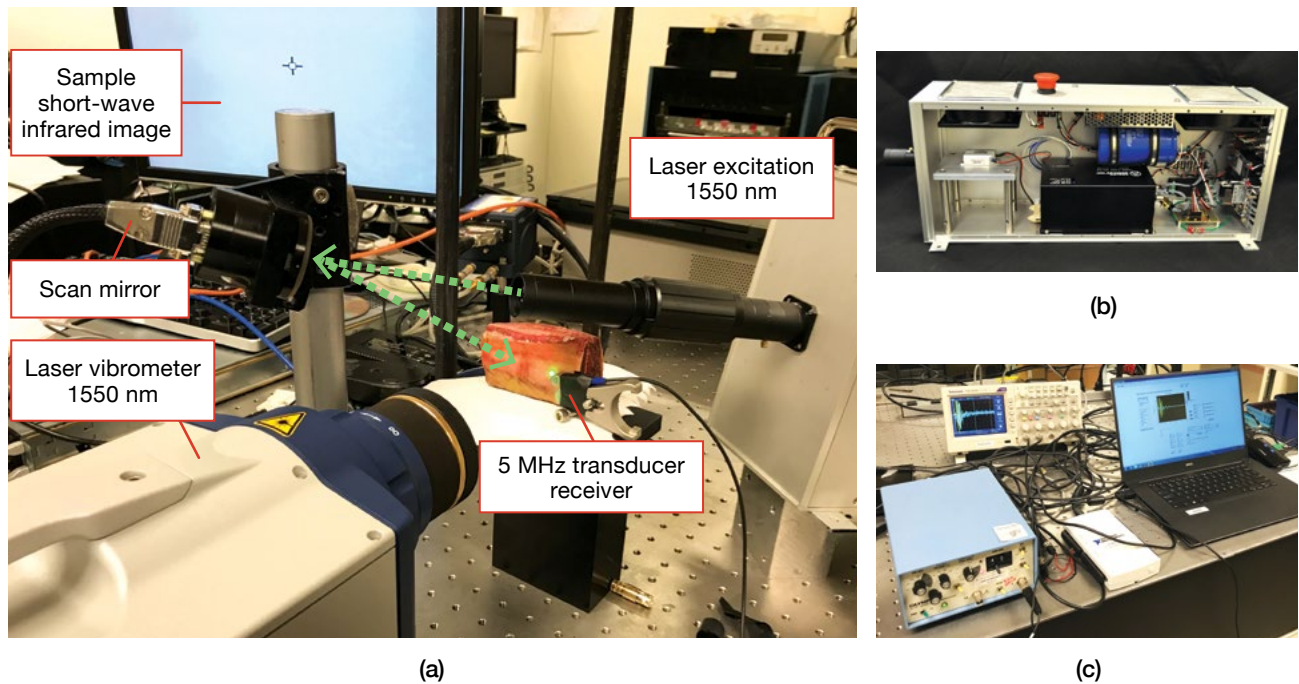 Sample
short-wave
infrared image
Laser excitation
1550 nm
Scan mirror
Laser vibrometer
1550 nm
5 MHz transducer
receiver
(a)
(b)
(c)